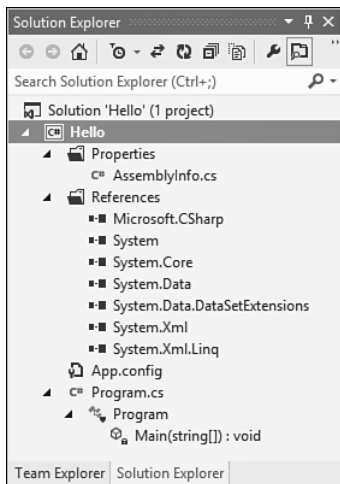 Solution Explorer
Search Solution Explorer (Ctrl+;)
Solution 'Hello' (1 project)
C# Hello
Properties
C# AssemblyInfo.cs
References
Microsoft.CSharp
System
System.Core
System.Data
System.Data.DataSetExtensions
System.Xml
System.Xml.Linq
App.config
C# Program.cs
Program
Main(string[]) : void
Team Explorer Solution Explorer